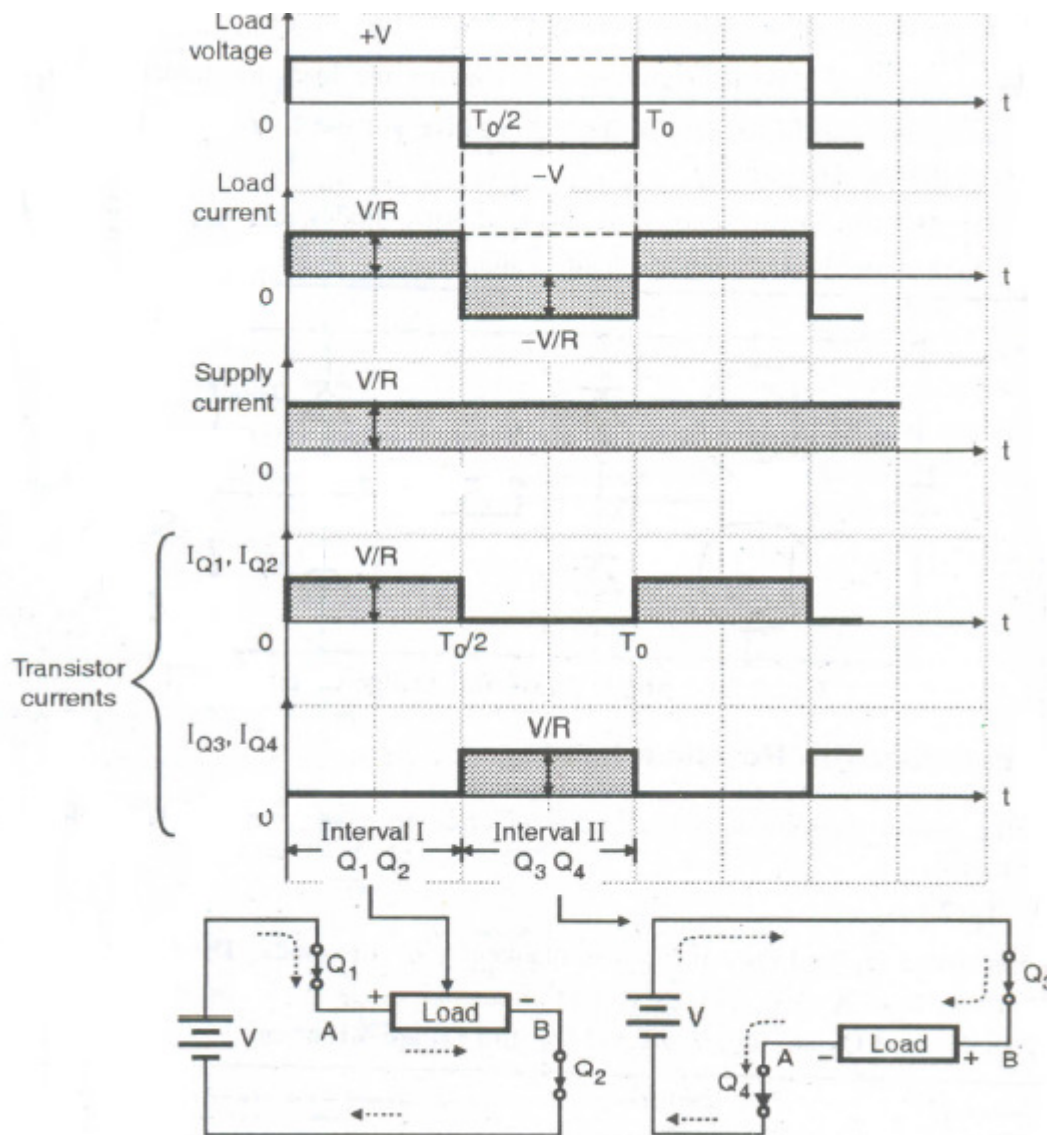 Load
voltage
+V
t
0
T0/2
T0
−V
Load
current
V/R
t
0
−V/R
Supply
current
V/R
t
0
IQ1, IQ2
V/R
t
0
T0/2
T0
Transistor
currents
IQ3, IQ4
V/R
t
Interval I
Interval II
Q1 Q2
Q3 Q4
Q1
+
Load
−
A
B
V
Q2
Q3
V
A
−
Load
+
B
Q4